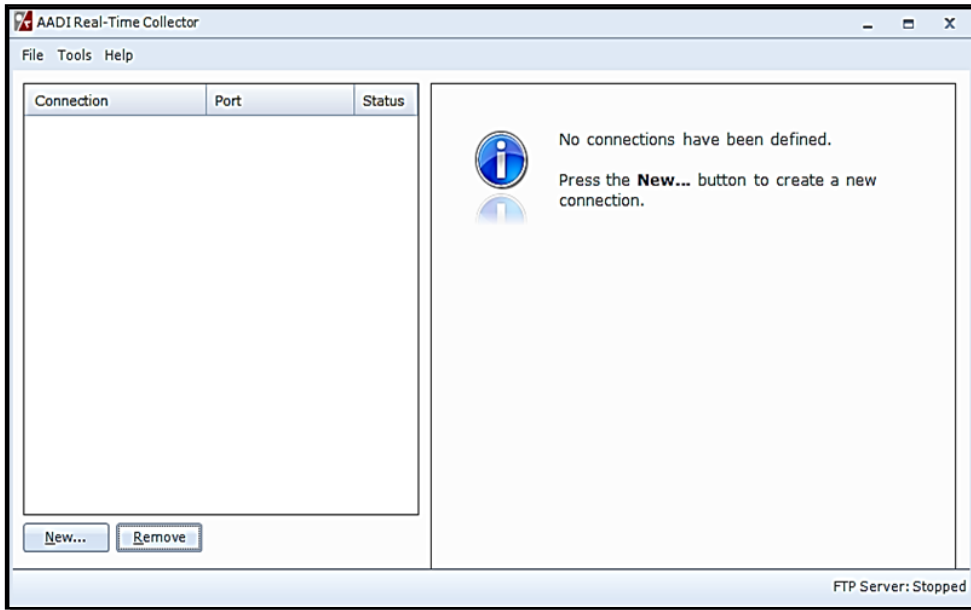 AADI Real-Time Collector
File Tools Help
Connection Port Status
No connections have been defined.
Press the New... button to create a new
connection.
New... Remove
FTP Server: Stopped